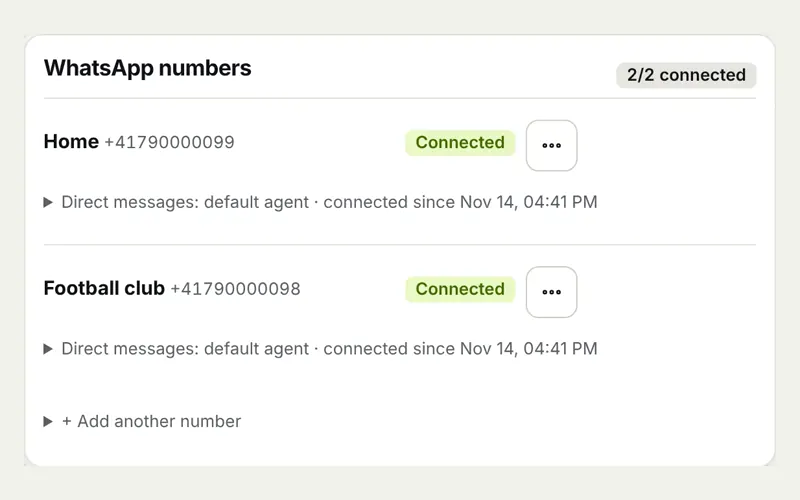 WhatsApp numbers
2/2 connected
Home +41790000099 Connected
Direct messages: default agent · connected since Nov 14, 04:41 PM
Football club +41790000098 Connected
Direct messages: default agent · connected since Nov 14, 04:41 PM
+ Add another number